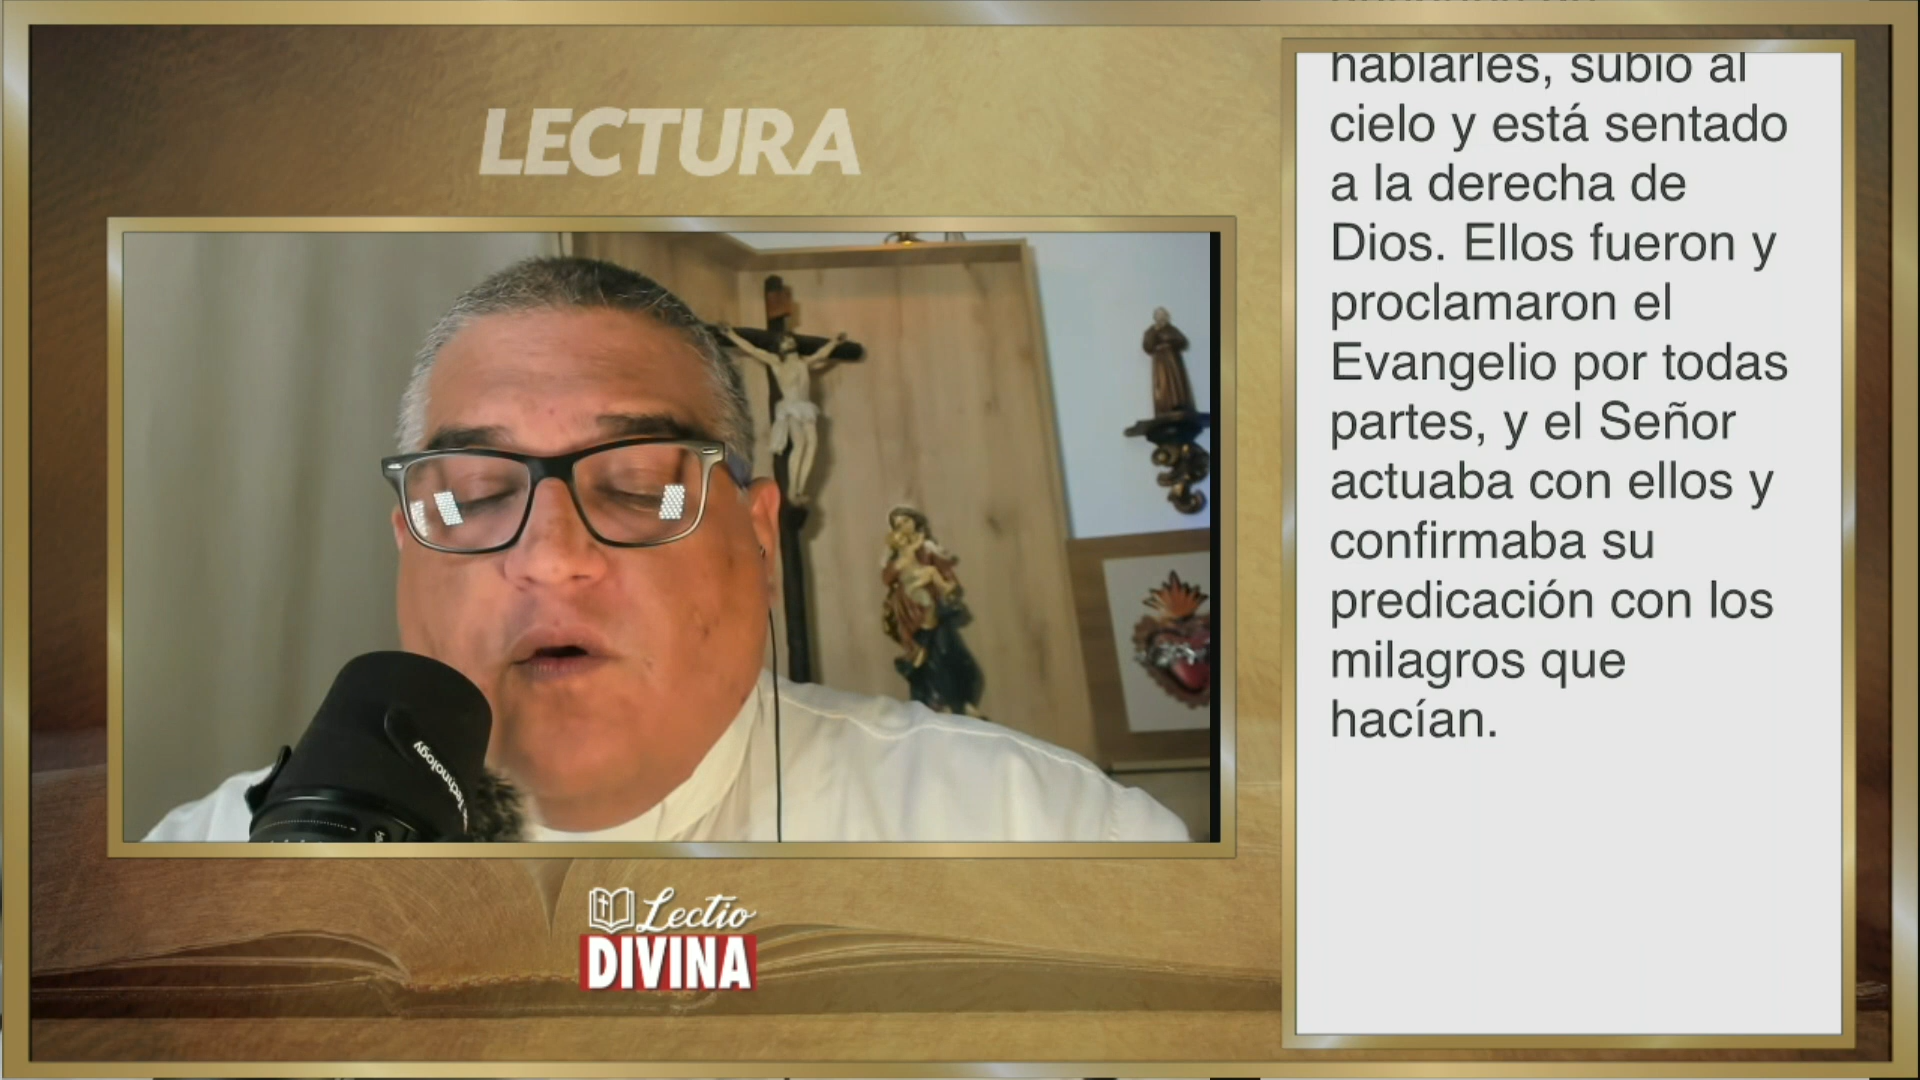 LECTURA
hablarles, subió al
cielo y está sentado
a la derecha de
Dios. Ellos fueron y
proclamaron el
Evangelio por todas
partes, y el Señor
actuaba con ellos y
confirmaba su
predicación con los
milagros que
hacían.
Technology
Lectio
DIVINA